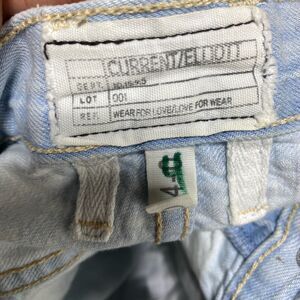 CURRENT/ELLIOTT
DEPT.
LOT 001
REF. WEAR FOR LOVE/LOVE FOR WEAR
4